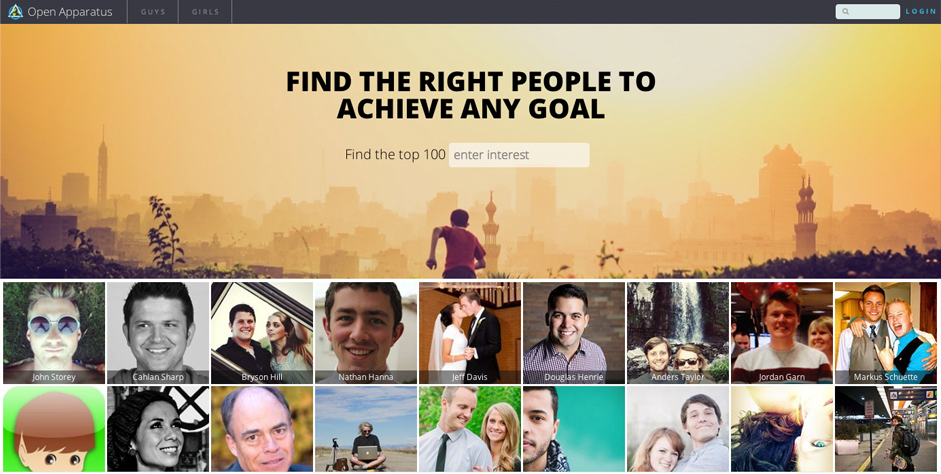 Open Apparatus
GUYS
GIRLS
LOGIN
FIND THE RIGHT PEOPLE TO
ACHIEVE ANY GOAL
Find the top 100 enter interest
John Storey
Cahlan Sharp
Bryson Hill
Nathan Hanna
Jeff Davis
Douglas Henrie
Anders Taylor
Jordan Garn
Markus Schuette